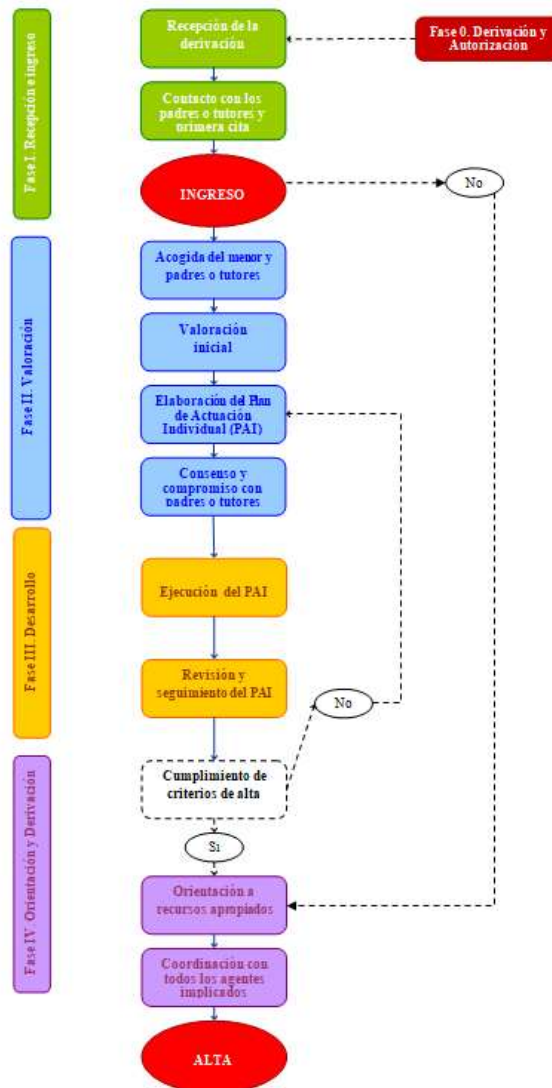 Recepción de la
derivación
Fase 0. Derivación y
Autorización
Fase I. Recepción e ingreso
Contacto con los
padres o tutores y
primera cita
INGRESO
No
Fase II. Valoración
Acogida del menor y
padres o tutores
Valoración
inicial
Elaboración del Plan
de Actuación
Individual (PAI)
Consenso y
compromiso con
padres o tutores
Fase III. Desarrollo
Ejecución del PAI
Revisión y
seguimiento del PAI
No
Fase IV. Orientación y Derivación
Cumplimiento de
criterios de alta
Si
Orientación a
recursos apropiados
Coordinación con
todos los agentes
implicados
ALTA